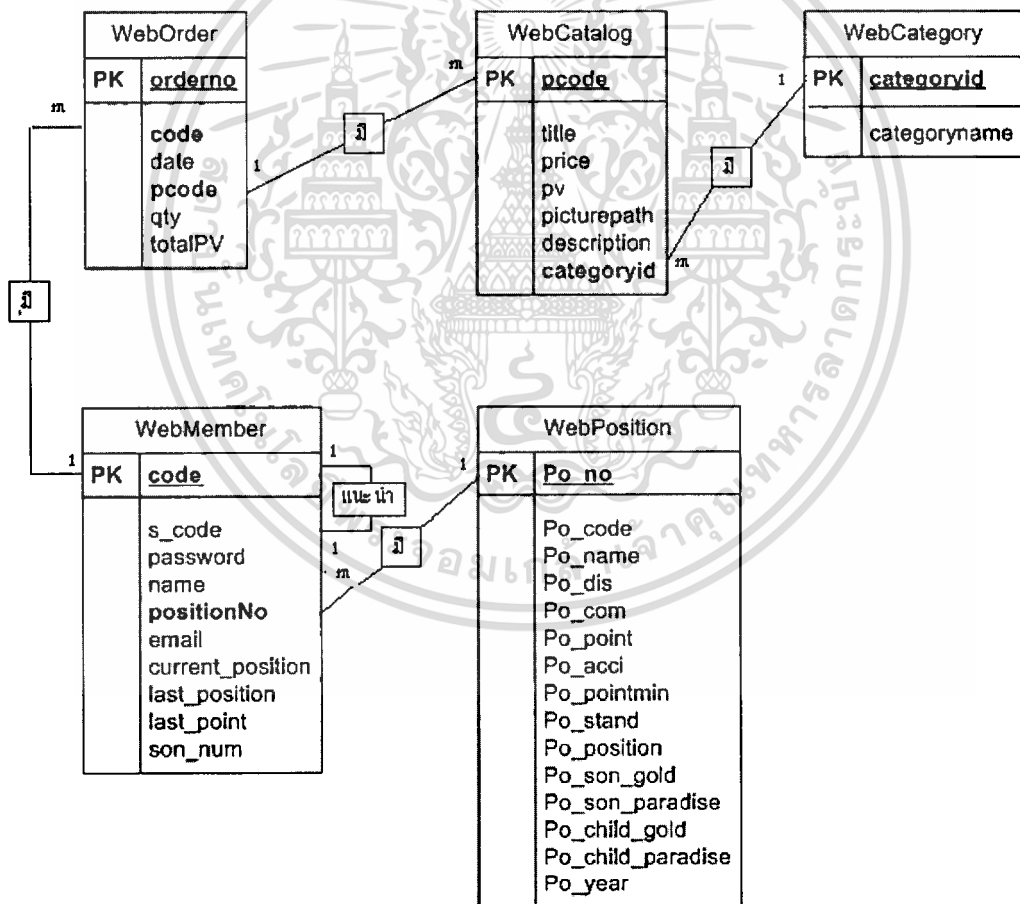 WebOrder
PK orderno
code
date
pcode
qty
totalPV
m
1
มี
m
WebCatalog
PK pcode
title
price
pv
picturepath
description
categoryid
1
มี
m
WebCategory
PK categoryid
categoryname
มี
1
WebMember
PK code
s_code
password
name
positionNo
email
current_position
last_position
last_point
son_num
1
แนะนำ
1
m
มี
1
WebPosition
PK Po_no
Po_code
Po_name
Po_dis
Po_com
Po_point
Po_acci
Po_pointmin
Po_stand
Po_position
Po_son_gold
Po_son_paradise
Po_child_gold
Po_child_paradise
Po_year